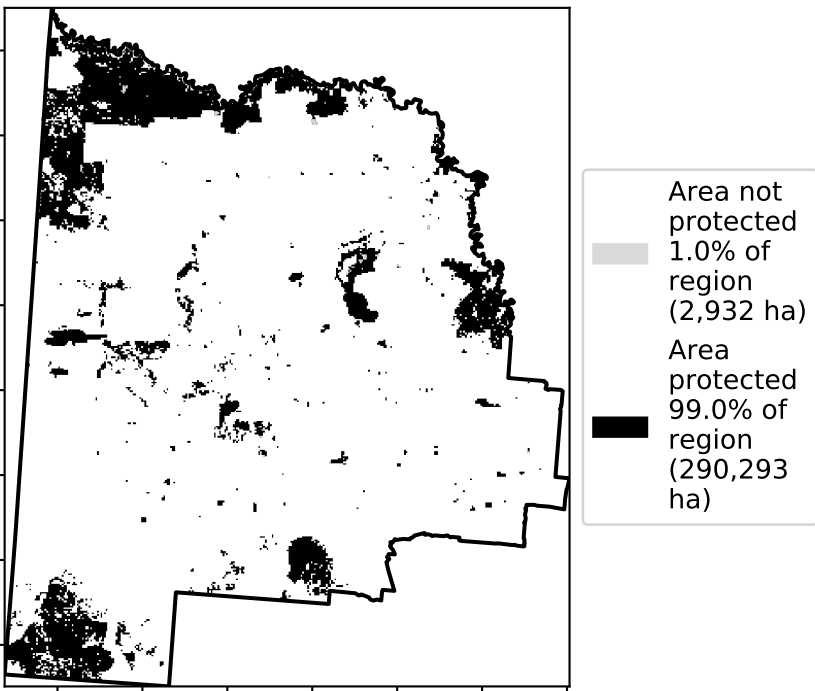 Area not
protected
1.0% of
region
(2,932 ha)
Area
protected
99.0% of
region
(290,293
ha)